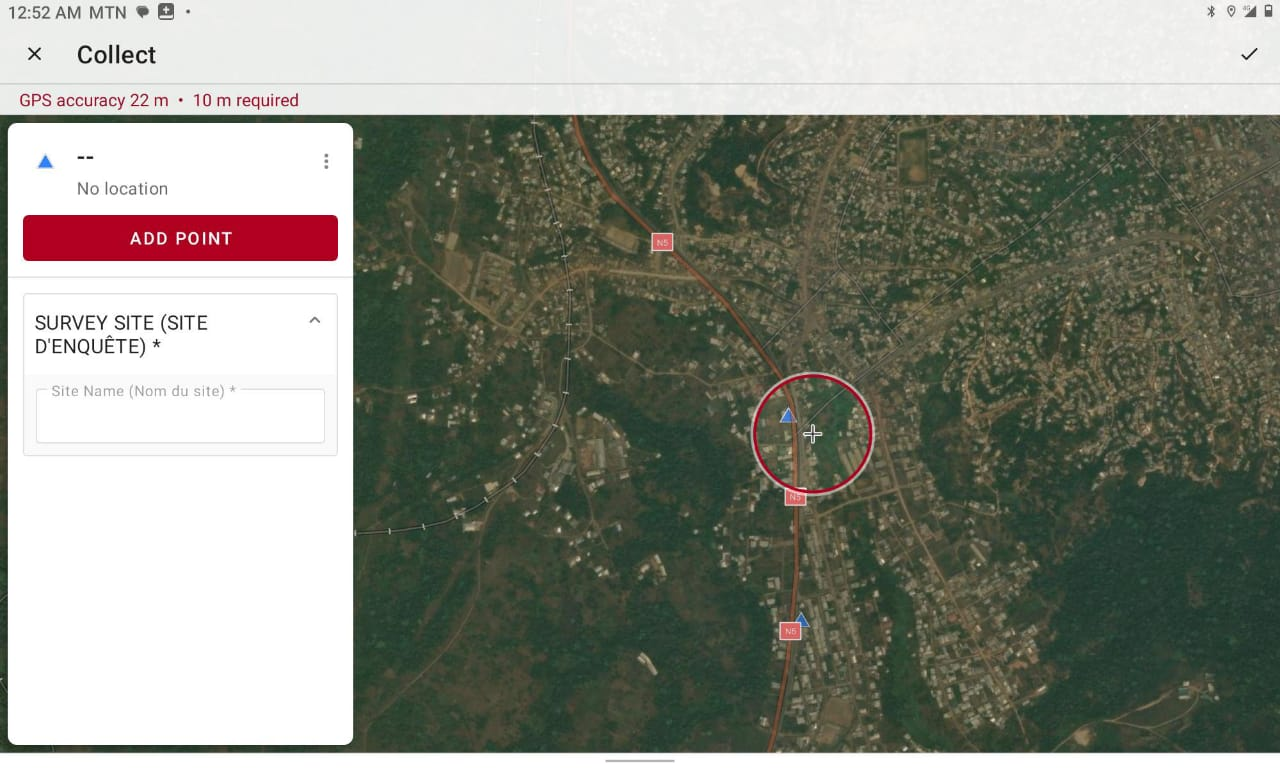 12:52 AM MTN
4G
Collect
GPS accuracy 22 m • 10 m required
--
No location
ADD POINT
SURVEY SITE (SITE
D'ENQUÊTE) *
Site Name (Nom du site) *
N5
N5
N5